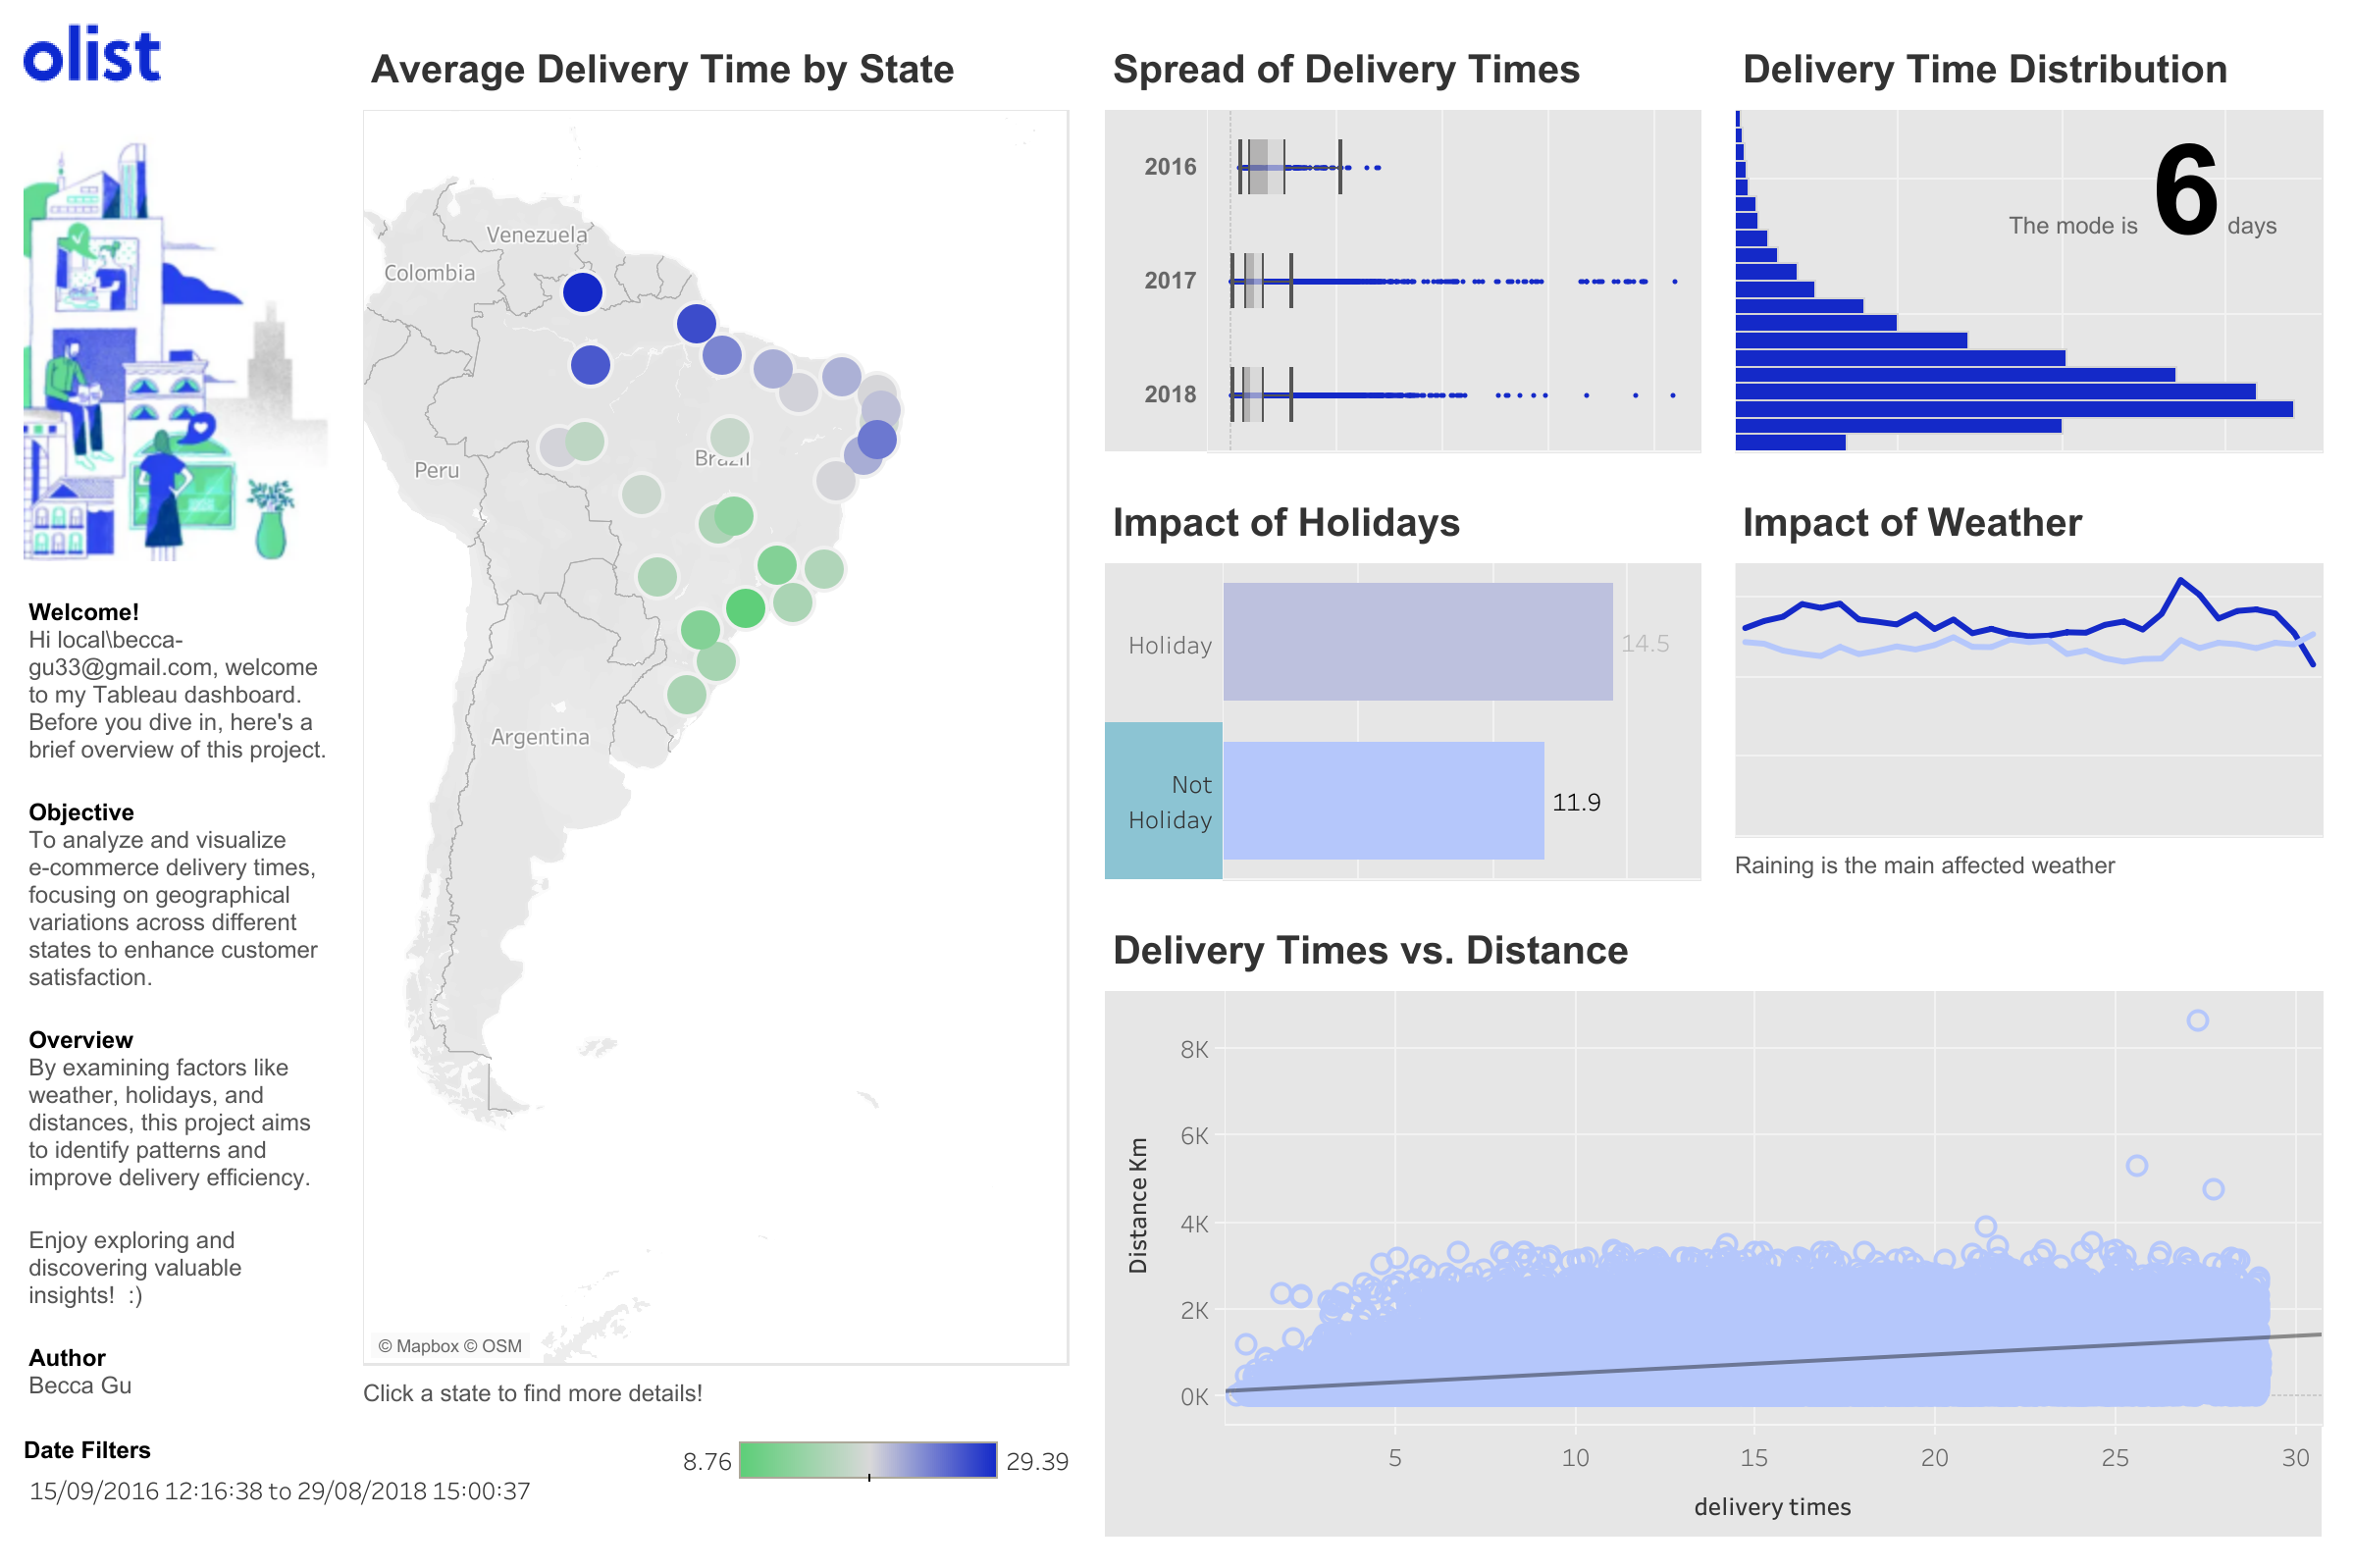 olist
Welcome!
Hi local\becca-
gu33@gmail.com, welcome
to my Tableau dashboard.
Before you dive in, here's a
brief overview of this project.
Objective
To analyze and visualize
e-commerce delivery times,
focusing on geographical
variations across different
states to enhance customer
satisfaction.
Overview
By examining factors like
weather, holidays, and
distances, this project aims
to identify patterns and
improve delivery efficiency.
Enjoy exploring and
discovering valuable
insights!  :)
Author
Becca Gu
Date Filters
15/09/2016 12:16:38 to 29/08/2018 15:00:37
Average Delivery Time by State
Venezuela
Colombia
Brazil
Peru
Argentina
© Mapbox © OSM
Click a state to find more details!
8.76
29.39
Spread of Delivery Times
2016
2017
2018
Delivery Time Distribution
The mode is 6 days
Impact of Holidays
Holiday
14.5
Not
Holiday
11.9
Impact of Weather
Raining is the main affected weather
Delivery Times vs. Distance
Distance Km
8K
6K
4K
2K
0K
5 10 15 20 25 30
delivery times